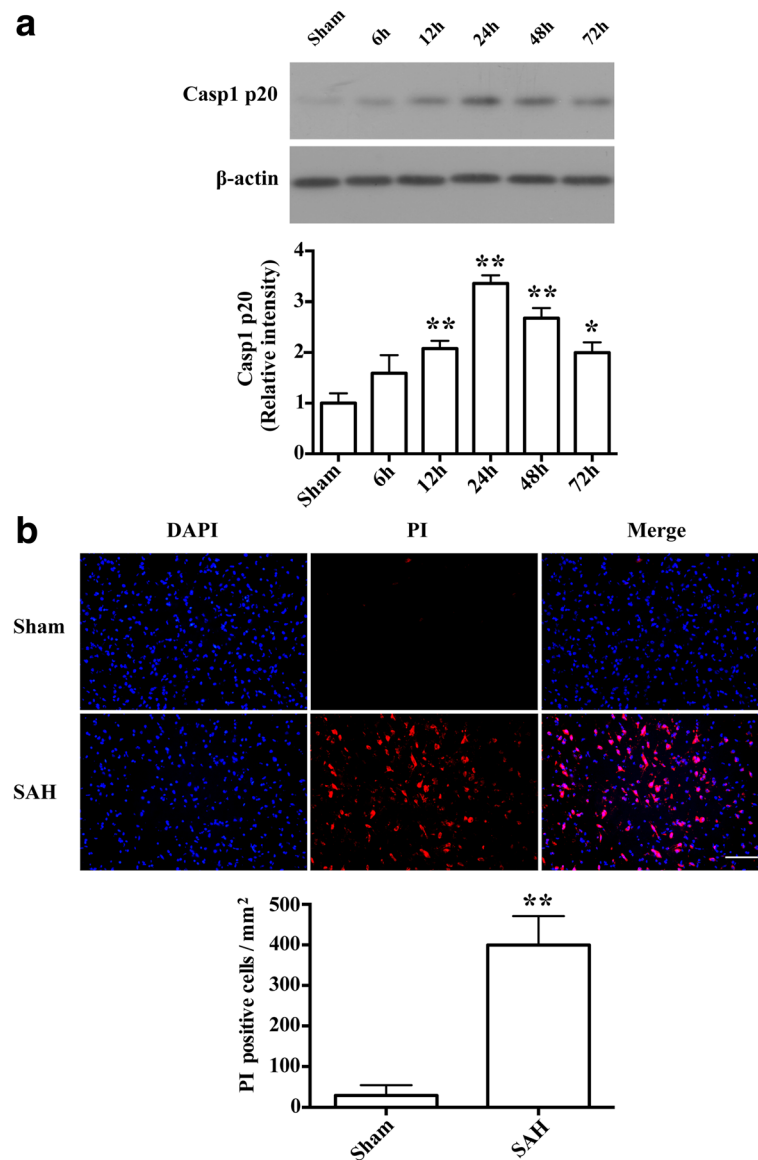 a
Sham 6h 12h 24h 48h 72h
Casp1 p20
β-actin
Casp1 p20
(Relative intensity)
4
3
2
1
0
** ** ** *
Sham 6h 12h 24h 48h 72h
b
DAPI PI Merge
Sham
SAH
PI positive cells / mm²
500
400
300
200
100
0
**
Sham SAH